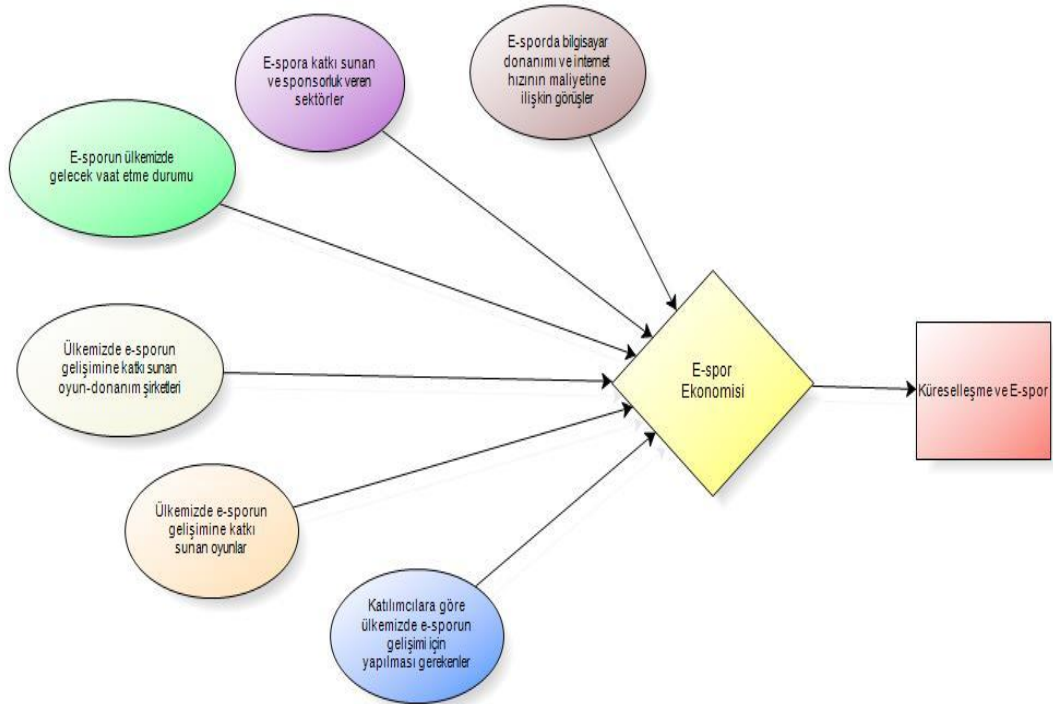 E-sporda bilgisayar
donanımı ve internet
hızının maliyetine
ilişkin görüşler
E-spora katkı sunan
ve sponsorluk veren
sektörler
E-sporun ülkemizde
gelecek vaat etme durumu
Ülkemizde e-sporun
gelişimine katkı sunan
oyun-donanım şirketleri
Ülkemizde e-sporun
gelişimine katkı
sunan oyunlar
Katılımcılara göre
ülkemizde e-sporun
gelişimi için
yapılması gerekenler
E-spor
Ekonomisi
Küreselleşme ve E-spor